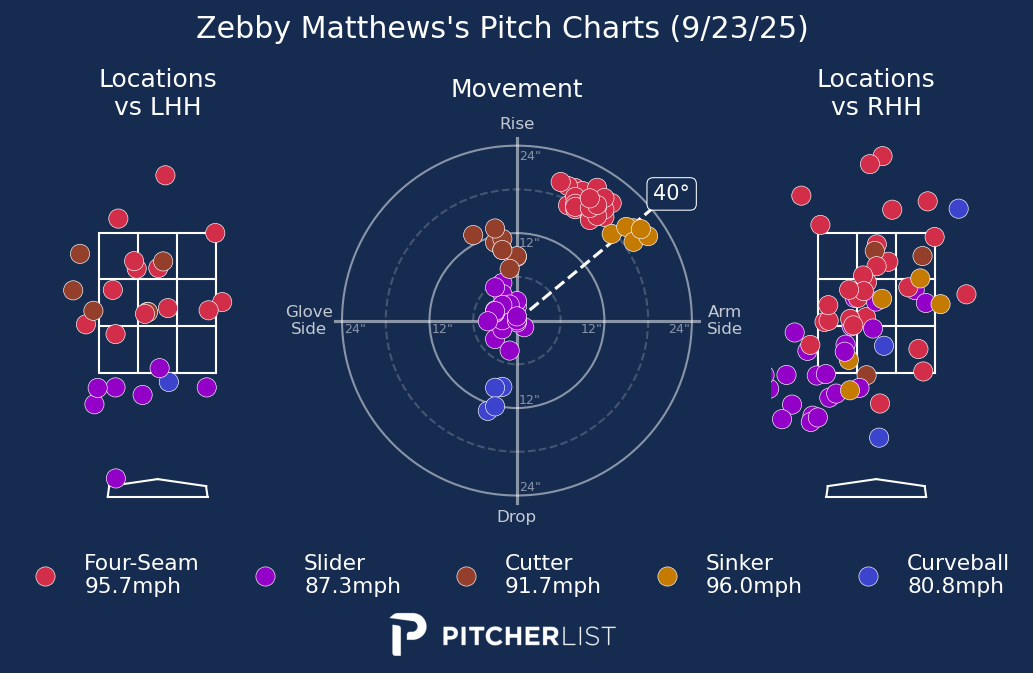 Zebby Matthews's Pitch Charts (9/23/25)
Locations
vs LHH
Movement
Locations
vs RHH
Rise
24"
40°
12"
Glove
Side
24"
12"
12"
24"
Arm
Side
12"
24"
Drop
Four-Seam
95.7mph
Slider
87.3mph
Cutter
91.7mph
Sinker
96.0mph
Curveball
80.8mph
PITCHERLIST